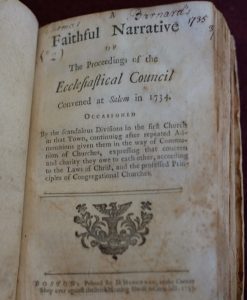 A
Faithful Narrative
OF
The Proceedings of the
Ecclesiastical Council
Convened at Salem in 1734.
OCCASIONED
By the scandalous Divisions in the first Church
in that Town, continuing after repeated Ad-
monitions given them in the way of Commu-
nion of Churches, expressing that concern
and charity they owe to each other, according
to the Laws of Christ, and the professed Prin-
ciples of Congregational Churches.
BOSTON: Printed by
Barnard
1735